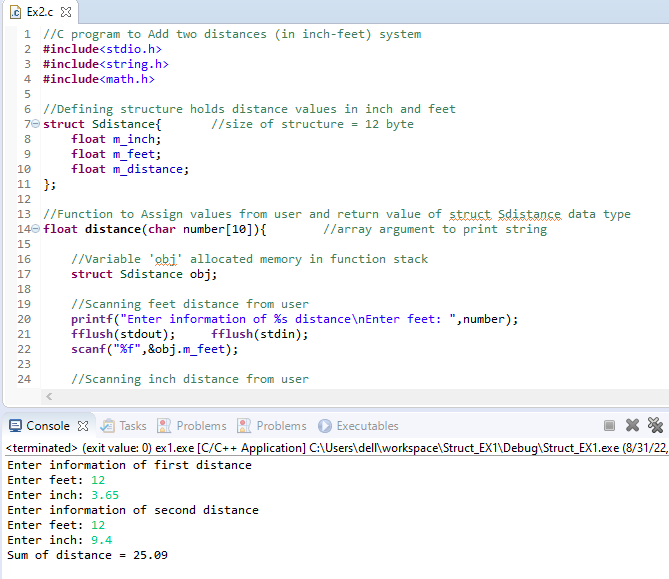 Ex2.c
1 //C program to Add two distances (in inch-feet) system
2 #include<stdio.h>
3 #include<string.h>
4 #include<math.h>
5
6 //Defining structure holds distance values in inch and feet
7 struct Sdistance{ //size of structure = 12 byte
8 float m_inch;
9 float m_feet;
10 float m_distance;
11 };
12
13 //Function to Assign values from user and return value of struct Sdistance data type
14 float distance(char number[10]){ //array argument to print string
15
16 //Variable 'obj' allocated memory in function stack
17 struct Sdistance obj;
18
19 //Scanning feet distance from user
20 printf("Enter information of %s distance\nEnter feet: ",number);
21 fflush(stdout); fflush(stdin);
22 scanf("%f",&obj.m_feet);
23
24 //Scanning inch distance from user
Console Tasks Problems Problems Executables
<terminated> (exit value: 0) ex1.exe [C/C++ Application] C:\Users\dell\workspace\Struct_EX1\Debug\Struct_EX1.exe (8/31/22,
Enter information of first distance
Enter feet: 12
Enter inch: 3.65
Enter information of second distance
Enter feet: 12
Enter inch: 9.4
Sum of distance = 25.09